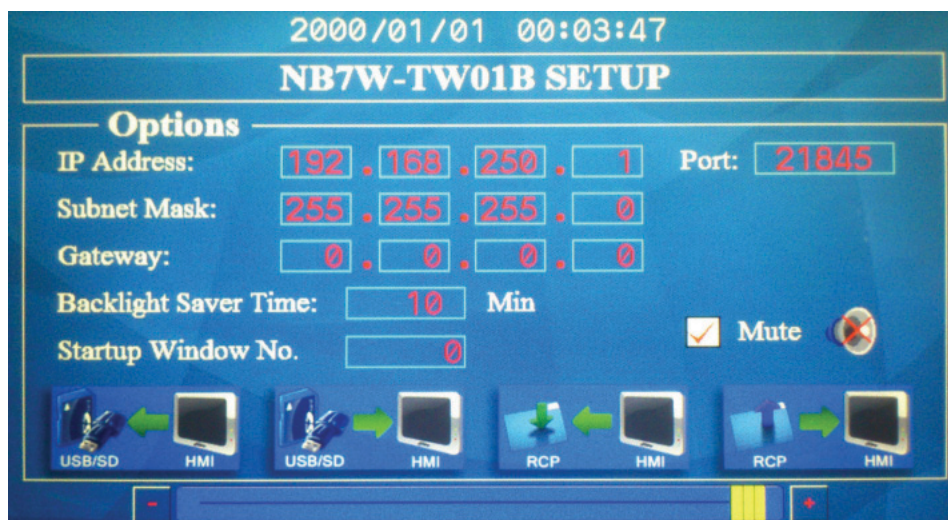 2000/01/01 00:03:47
NB7W-TW01B SETUP
Options
IP Address: 192 . 168 . 250 . 1 Port: 21845
Subnet Mask: 255 . 255 . 255 . 0
Gateway: 0 . 0 . 0 . 0
Backlight Saver Time: 10 Min
Mute
Startup Window No. 0
USB/SD HMI USB/SD HMI RCP HMI RCP HMI
- +